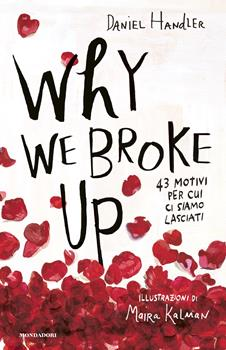 DANIEL HANDLER
WHY
WE BROKE
UP
43 MOTIVI
PER CUI
CI SIAMO
LASCIATI
ILLUSTRAZIONI DI
Maira Kalman
MONDADORI